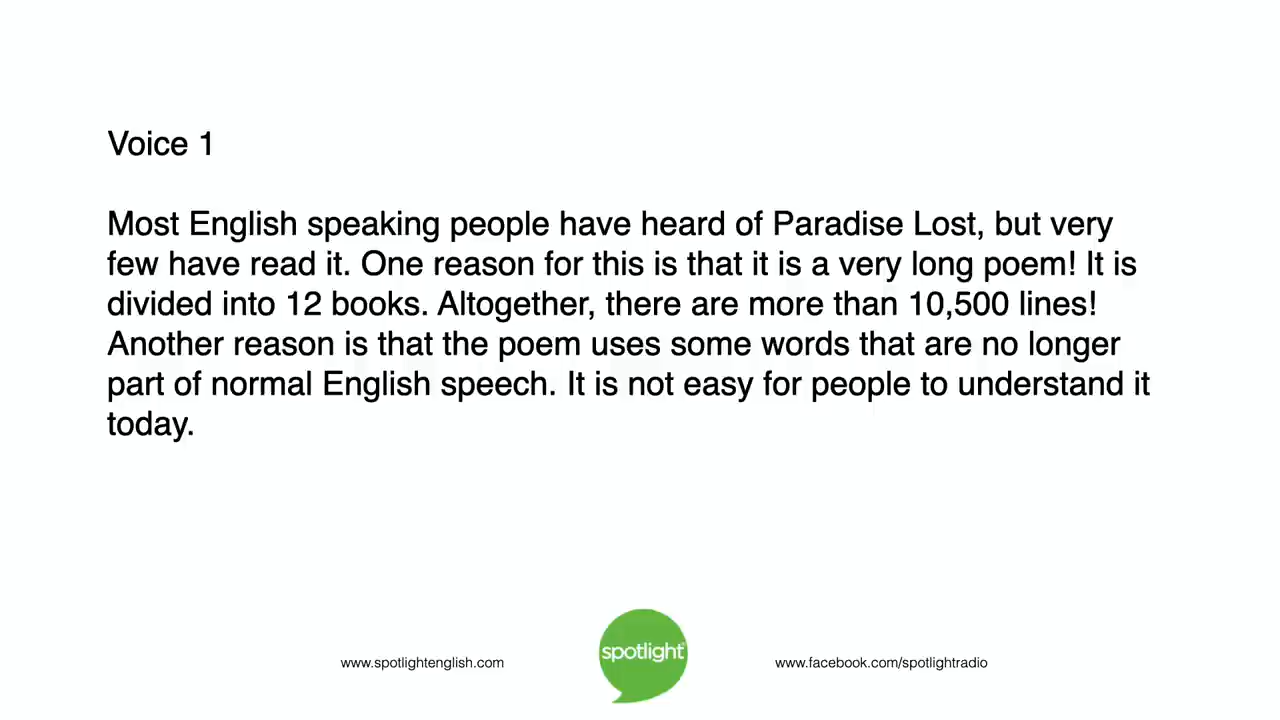 Voice 1
Most English speaking people have heard of Paradise Lost, but very
few have read it. One reason for this is that it is a very long poem! It is
divided into 12 books. Altogether, there are more than 10,500 lines!
Another reason is that the poem uses some words that are no longer
part of normal English speech. It is not easy for people to understand it
today.
www.spotlightenglish.com
spotlight
www.facebook.com/spotlightradio